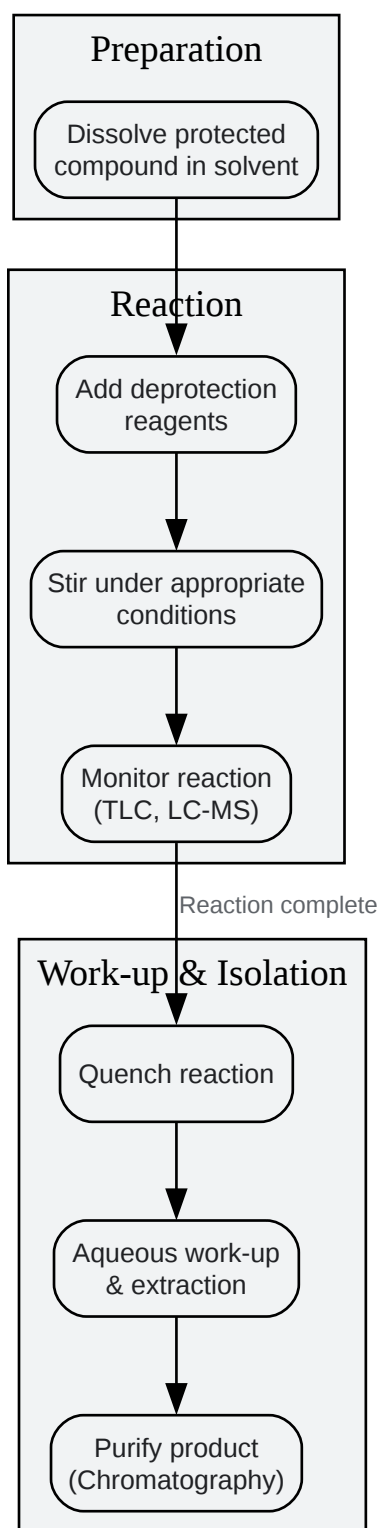 Preparation
Dissolve protected
compound in solvent
Reaction
Add deprotection
reagents
Stir under appropriate
conditions
Monitor reaction
(TLC, LC-MS)
Reaction complete
Work-up & Isolation
Quench reaction
Aqueous work-up
& extraction
Purify product
(Chromatography)